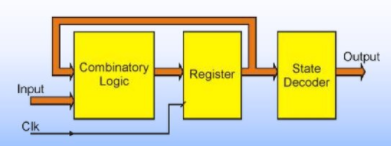 Combinatory
Logic
Register
State
Decoder
Output
Input
Clk